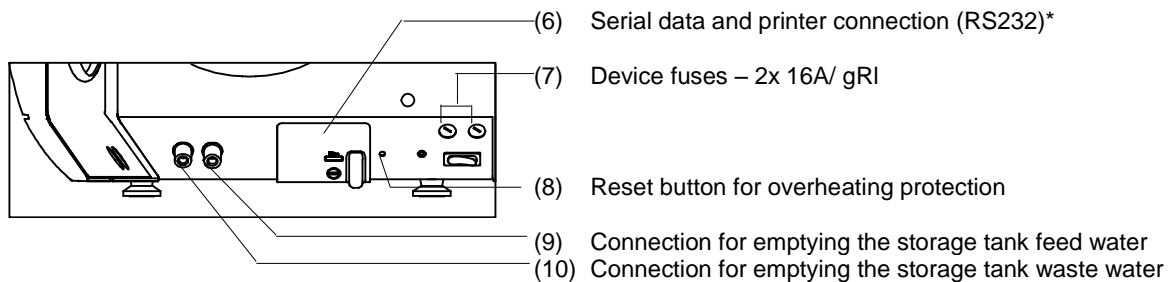 (6) Serial data and printer connection (RS232)*
(7) Device fuses – 2x 16A/ gRl
(8) Reset button for overheating protection
(9) Connection for emptying the storage tank feed water
(10) Connection for emptying the storage tank waste water